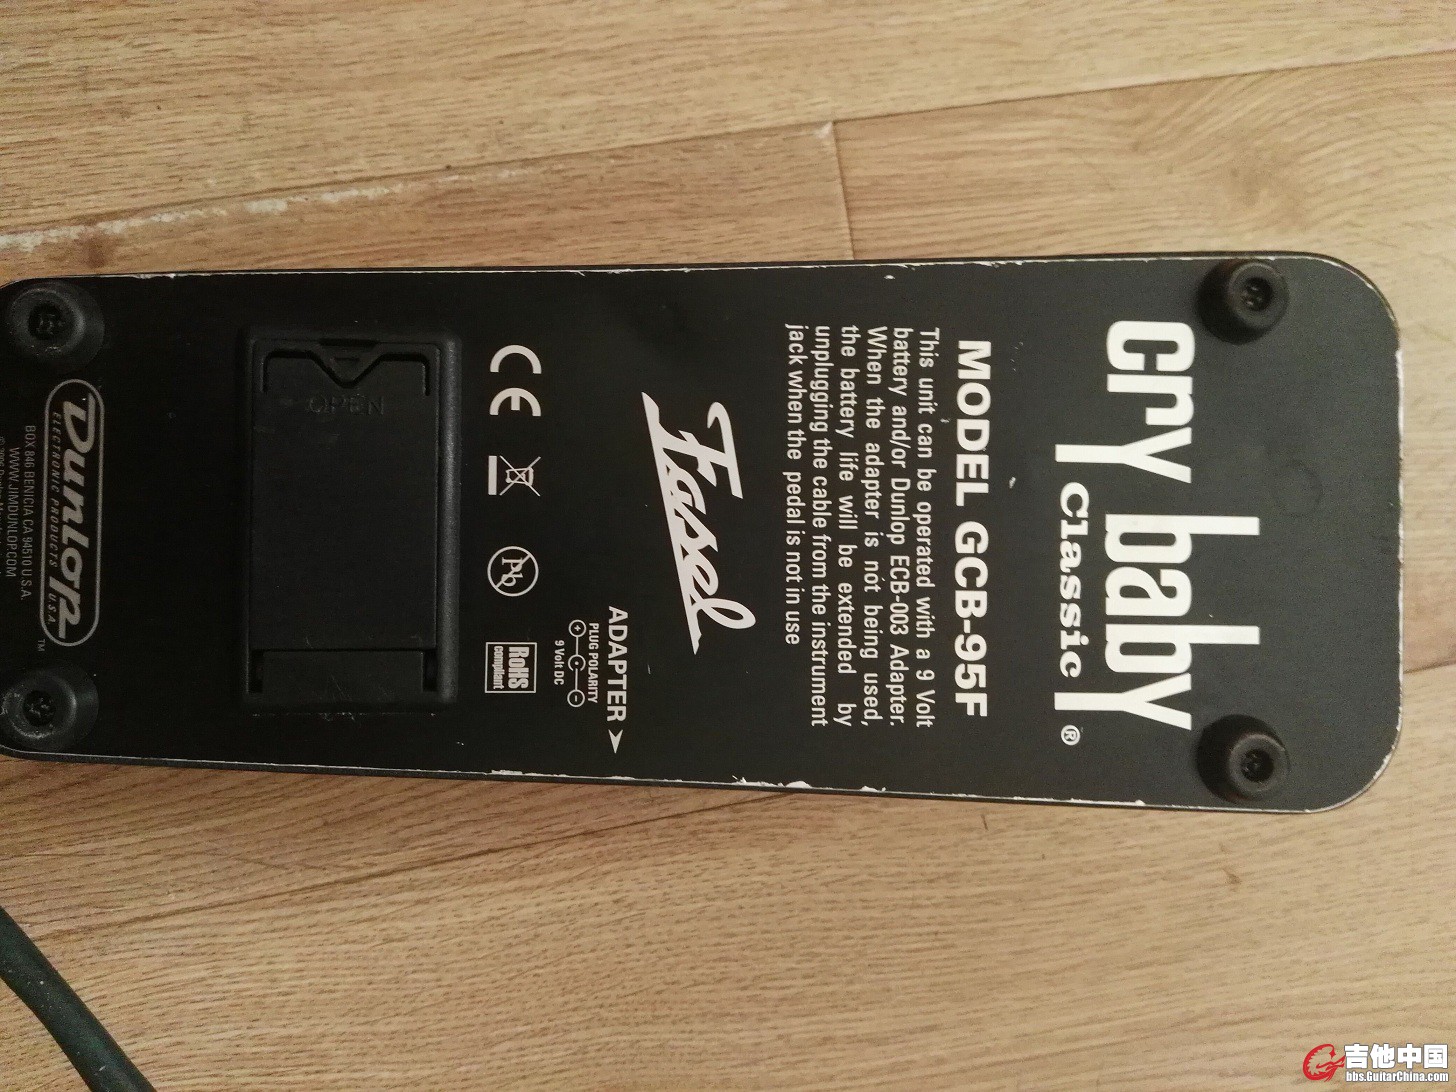 cry baby
Classic ®
MODEL GCB-95F
This unit can be operated with a 9 Volt
battery and/or Dunlop ECB-003 Adapter.
When the adapter is not being used,
the battery life will be extended by
unplugging the cable from the instrument
jack when the pedal is not in use
Fasel
ADAPTER
PLUG POLARITY
+ C -
9 Volt DC
CE
Pb
RoHS
compliant
OPEN
Dunlop
ELECTRONIC PRODUCTS / U.S.A.
TM
BOX 846 BENICIA CA 94510 U.S.A.
WWW.JIMDUNLOP.COM
吉他中国
bbs.GuitarChina.com